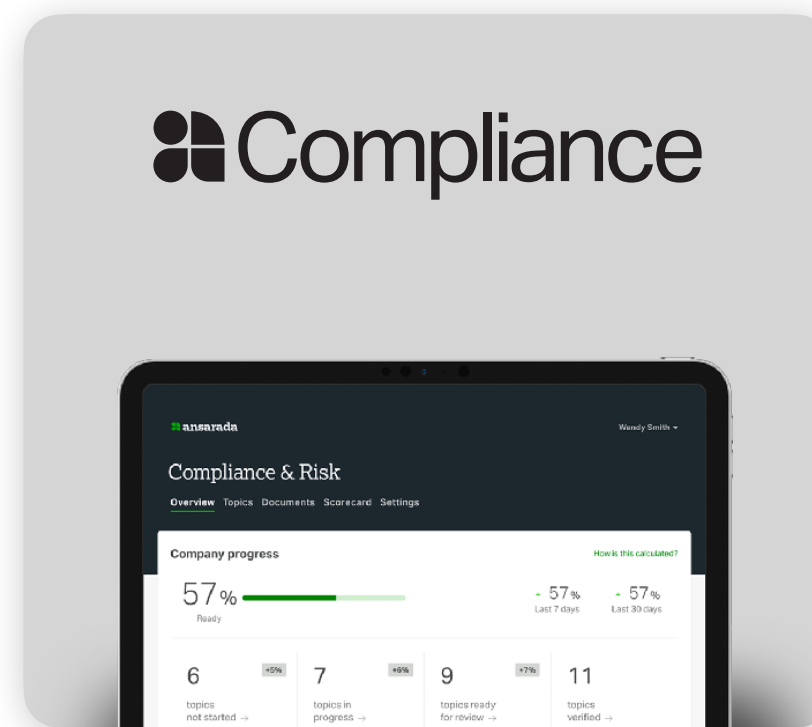 Compliance
ansarada
Wendy Smith
Compliance & Risk
Overview Topics Documents Scorecard Settings
Company progress
How is this calculated?
57%
Ready
57%
Last 7 days
57%
Last 30 days
6
+5%
topics
not started →
7
+6%
topics in
progress →
9
+7%
topics ready
for review →
11
topics
verified →